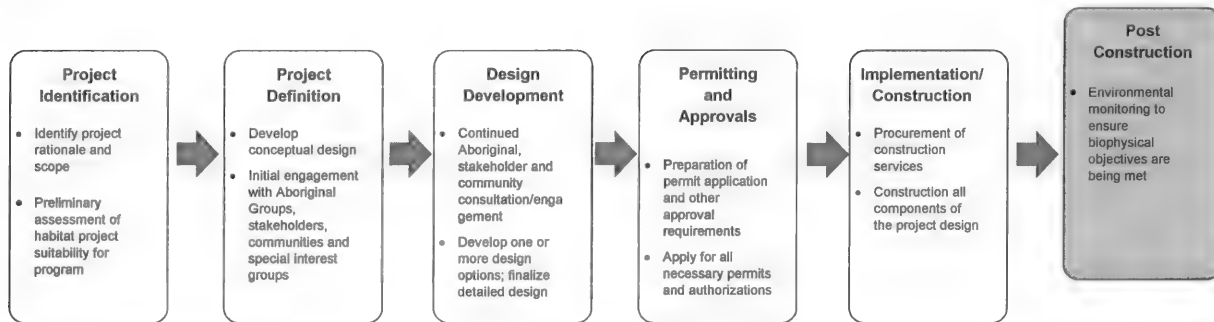 Project
Identification
• Identify project
rationale and
scope
• Preliminary
assessment of
habitat project
suitability for
program
Project
Definition
• Develop
conceptual design
• Initial engagement
with Aboriginal
Groups,
stakeholders,
communities and
special interest
groups
Design
Development
• Continued
Aboriginal,
stakeholder and
community
consultation/enga
gement
• Develop one or
more design
options; finalize
detailed design
Permitting
and
Approvals
• Preparation of
permit application
and other
approval
requirements
• Apply for all
necessary permits
and authorizations
Implementation/
Construction
• Procurement of
construction
services
• Construction all
components of
the project design
Post
Construction
• Environmental
monitoring to
ensure
biophysical
objectives are
being met